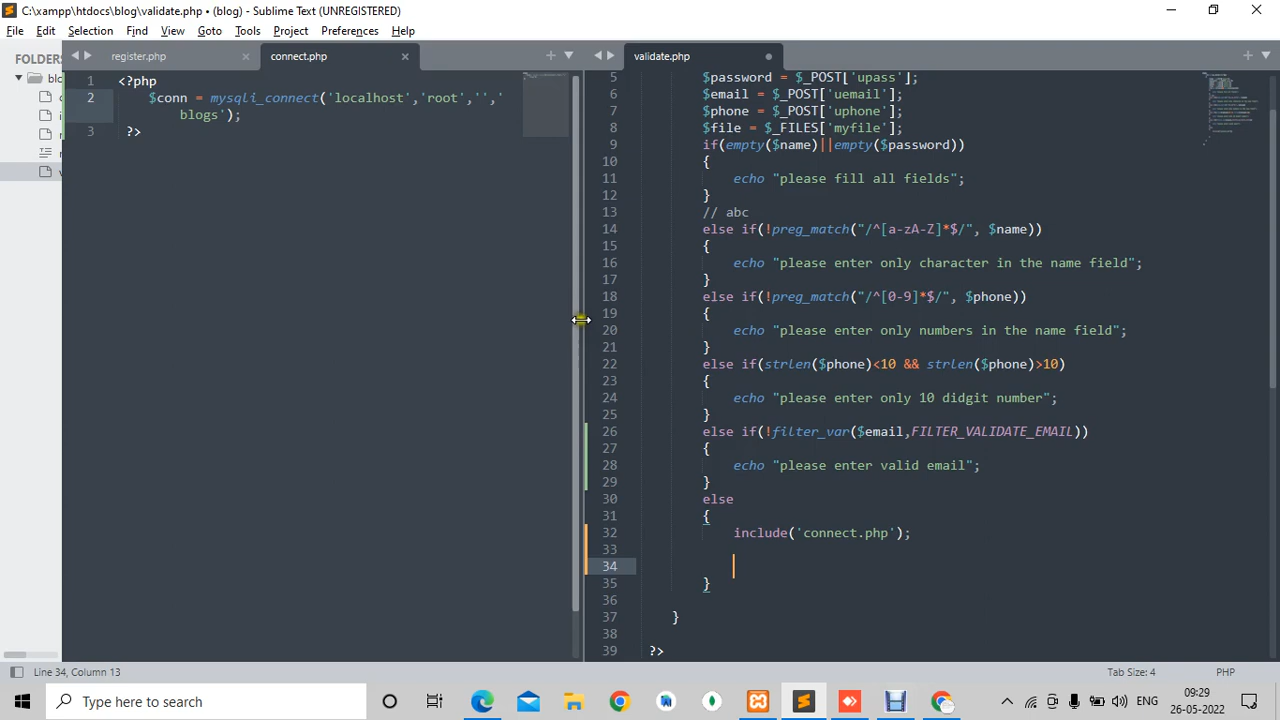 C:\xampp\htdocs\blog\validate.php • (blog) - Sublime Text (UNREGISTERED)
File Edit Selection Find View Goto Tools Project Preferences Help
FOLDERS
register.php × connect.php ×
1 <?php
2 $conn = mysqli_connect('localhost','root','','
blogs');
3 ?>
validate.php
5 $password = $_POST['upass'];
6 $email = $_POST['uemail'];
7 $phone = $_POST['uphone'];
8 $file = $_FILES['myfile'];
9 if(empty($name)||empty($password))
10 {
11 echo "please fill all fields";
12 }
13 // abc
14 else if(!preg_match("/^[a-zA-Z]*$/", $name))
15 {
16 echo "please enter only character in the name field";
17 }
18 else if(!preg_match("/^[0-9]*$/", $phone))
19 {
20 echo "please enter only numbers in the name field";
21 }
22 else if(strlen($phone)<10 && strlen($phone)>10)
23 {
24 echo "please enter only 10 didgit number";
25 }
26 else if(!filter_var($email,FILTER_VALIDATE_EMAIL))
27 {
28 echo "please enter valid email";
29 }
30 else
31 {
32 include('connect.php');
33
34
35 }
36
37 }
38
39 ?>
Line 34, Column 13 Tab Size: 4 PHP
Type here to search
ENG
09:29
26-05-2022